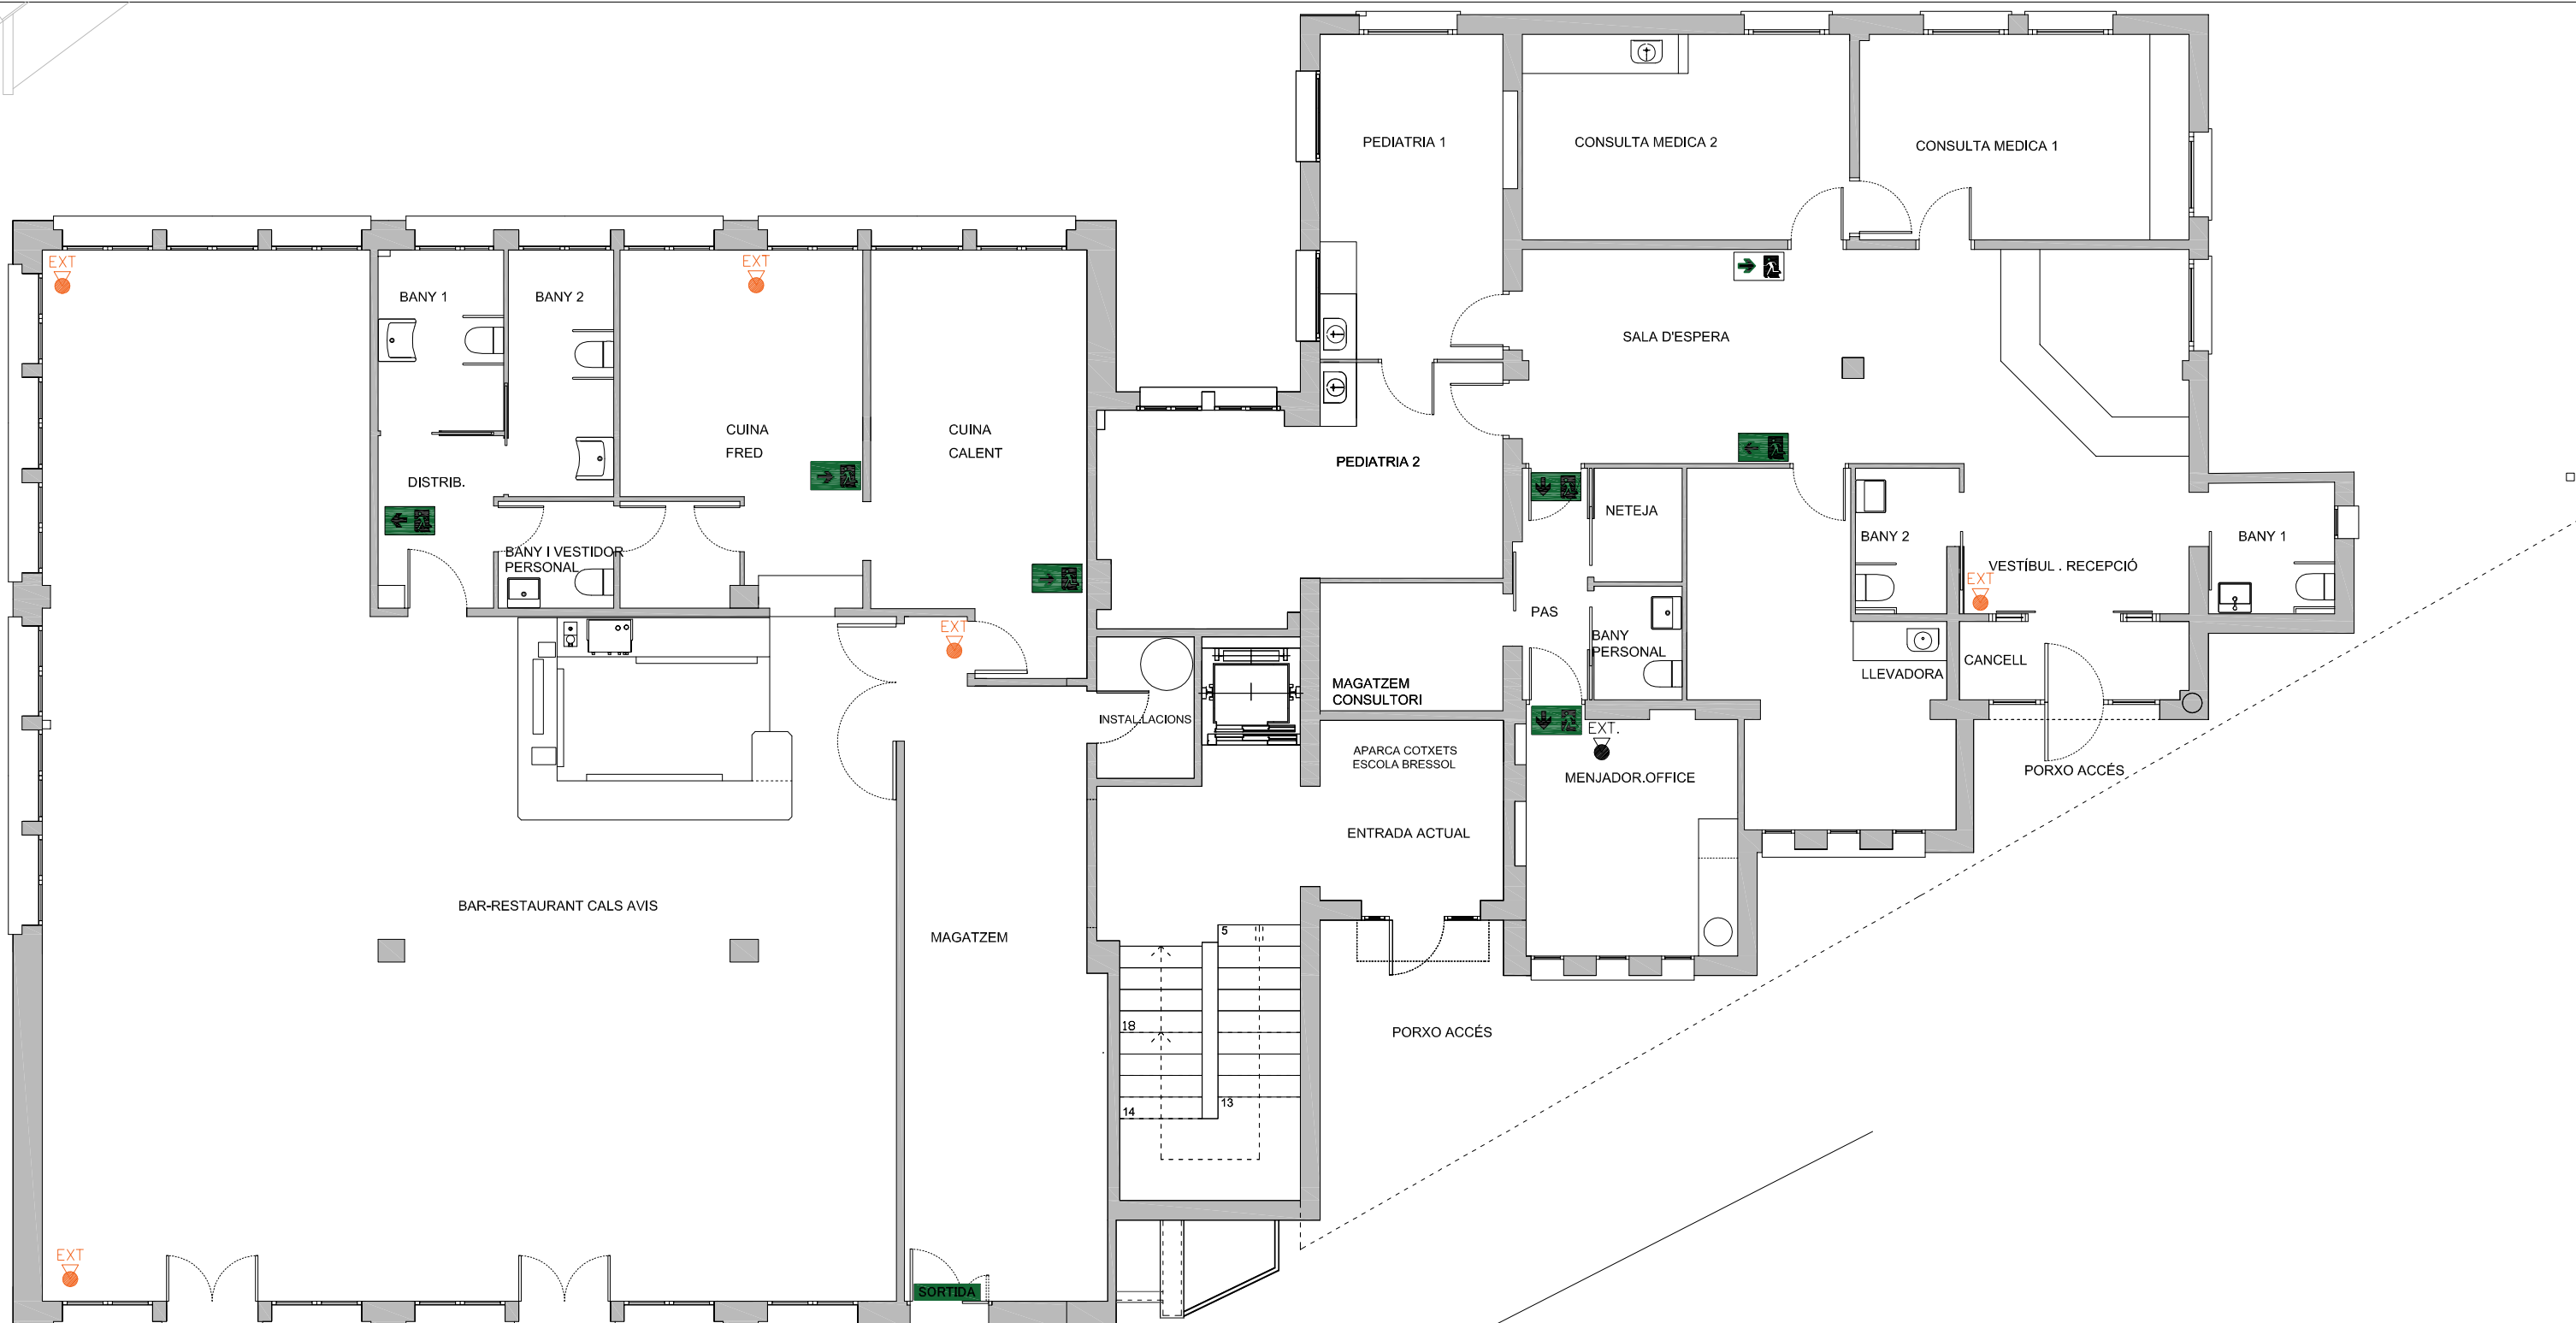 PEDIATRIA 1
CONSULTA MEDICA 2
CONSULTA MEDICA 1
EXT
EXT
BANY 1
BANY 2
SALA D'ESPERA
CUINA
FRED
CUINA
CALENT
PEDIATRIA 2
DISTRIB.
NETEJA
BANY 2
BANY 1
BANY I VESTIDOR
PERSONAL
VESTÍBUL . RECEPCIÓ
EXT
PAS
EXT
BANY
PERSONAL
CANCELL
LLEVADORA
MAGATZEM
CONSULTORI
INSTAL.LACIONS
EXT.
APARCA COTXETS
ESCOLA BRESSOL
PORXO ACCÉS
MENJADOR.OFFICE
ENTRADA ACTUAL
BAR-RESTAURANT CALS AVIS
5
MAGATZEM
18
PORXO ACCÉS
14
13
EXT
SORTIDA